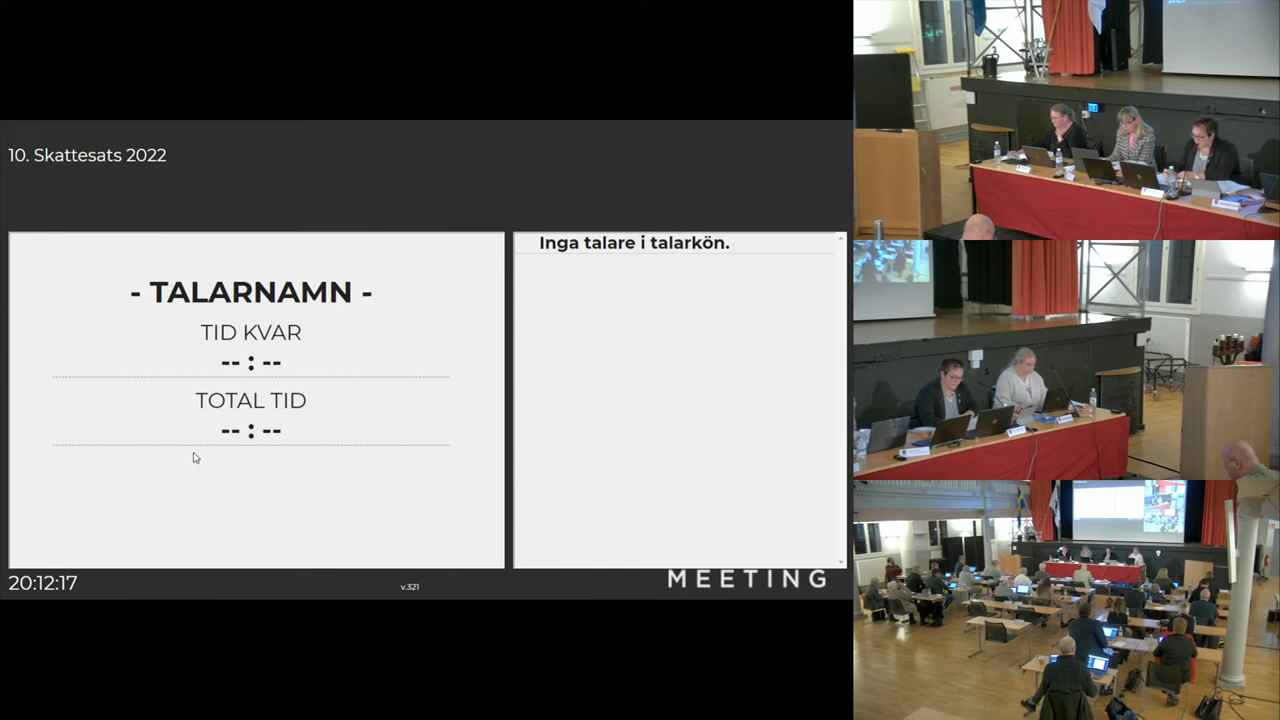 10. Skattesats 2022
- TALARNAMN -
TID KVAR
-- : --
TOTAL TID
-- : --
Inga talare i talarkön.
20:12:17
v.321
MEETING